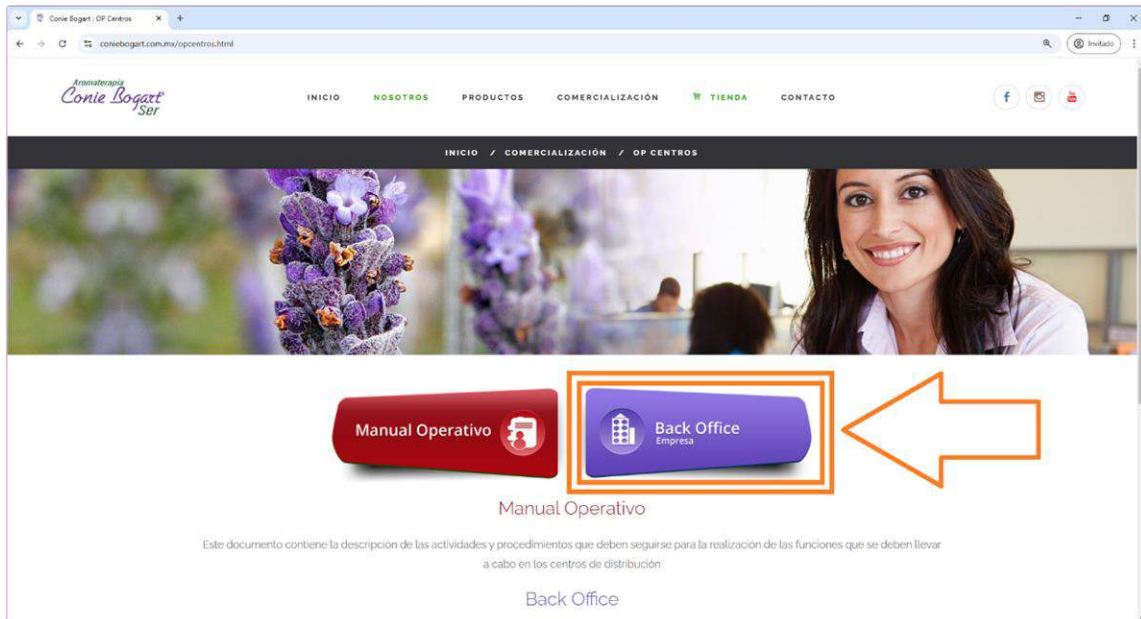 Conie Bogart | OP Centros
coniebogart.com.mx/opcentros.html
Invitado
Aromaterapia
Conie Bogart®
Ser
INICIO NOSOTROS PRODUCTOS COMERCIALIZACIÓN TIENDA CONTACTO
INICIO / COMERCIALIZACIÓN / OP CENTROS
Manual Operativo
Back Office
Empresa
Manual Operativo
Este documento contiene la descripción de las actividades y procedimientos que deben seguirse para la realización de las funciones que se deben llevar
a cabo en los centros de distribución
Back Office